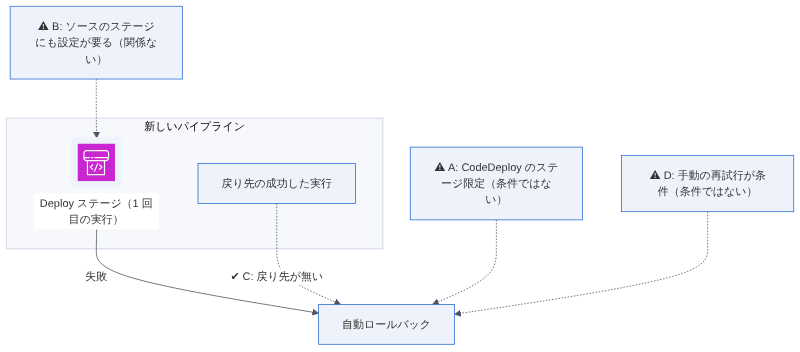 ⚠ B: ソースのステージ
にも設定が要る（関係な
い）
新しいパイプライン
Deploy ステージ（1 回
目の実行）
戻り先の成功した実行
⚠ A: CodeDeploy のステ
ージ限定（条件ではな
い）
⚠ D: 手動の再試行が条
件（条件ではない）
失敗
✔ C: 戻り先が無い
自動ロールバック